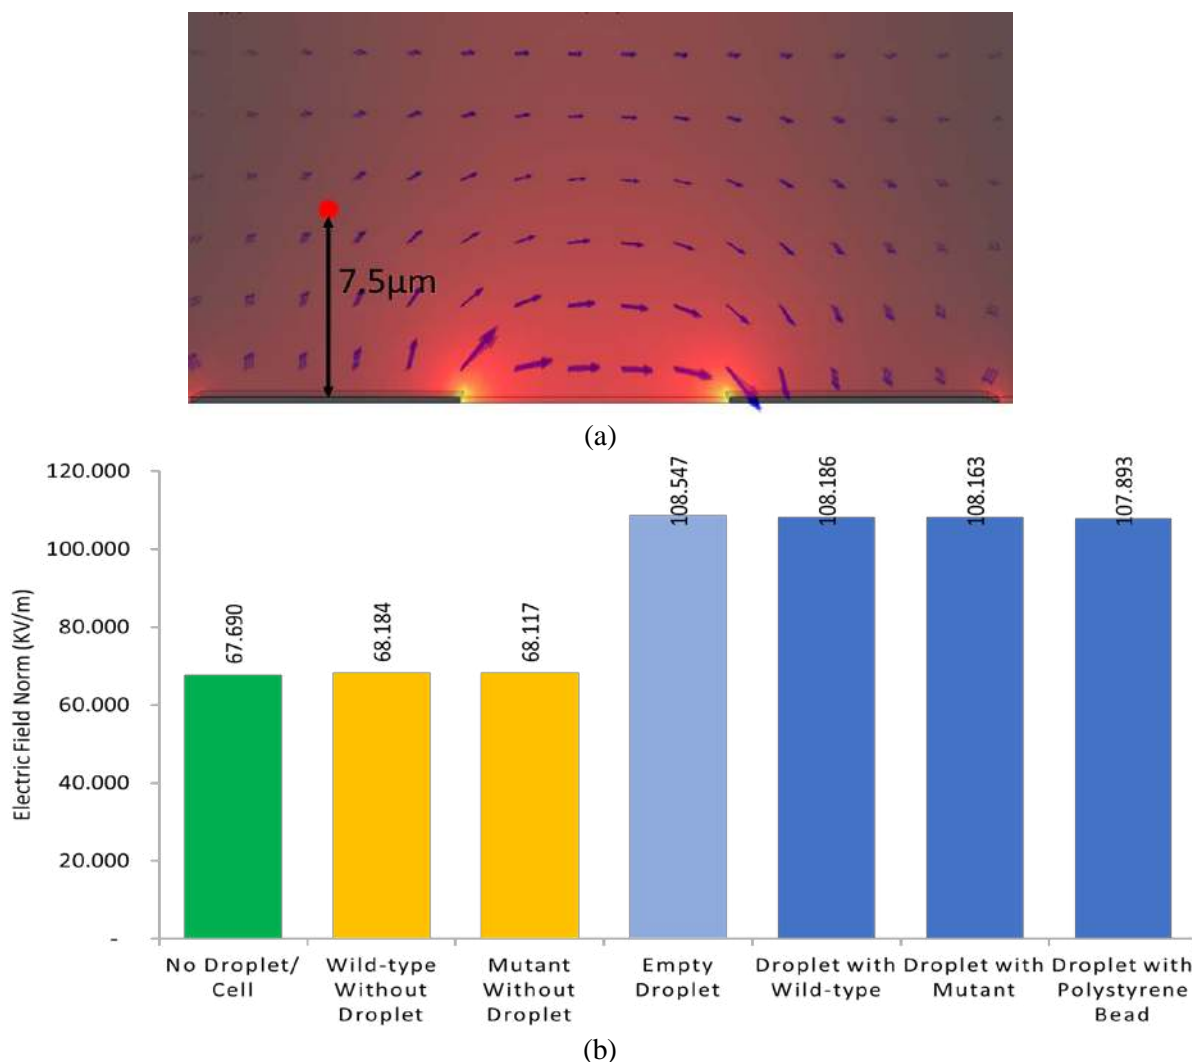 7.5µm
(a)
120.000
100.000
80.000
60.000
40.000
20.000
-
Electric Field Norm (KV/m)
67.690
68.184
68.117
108.547
108.186
108.163
107.893
No Droplet/
Cell
Wild-type
Without
Droplet
Mutant
Without
Droplet
Empty
Droplet
Droplet with
Wild-type
Droplet with
Mutant
Droplet with
Polystyrene
Bead
(b)